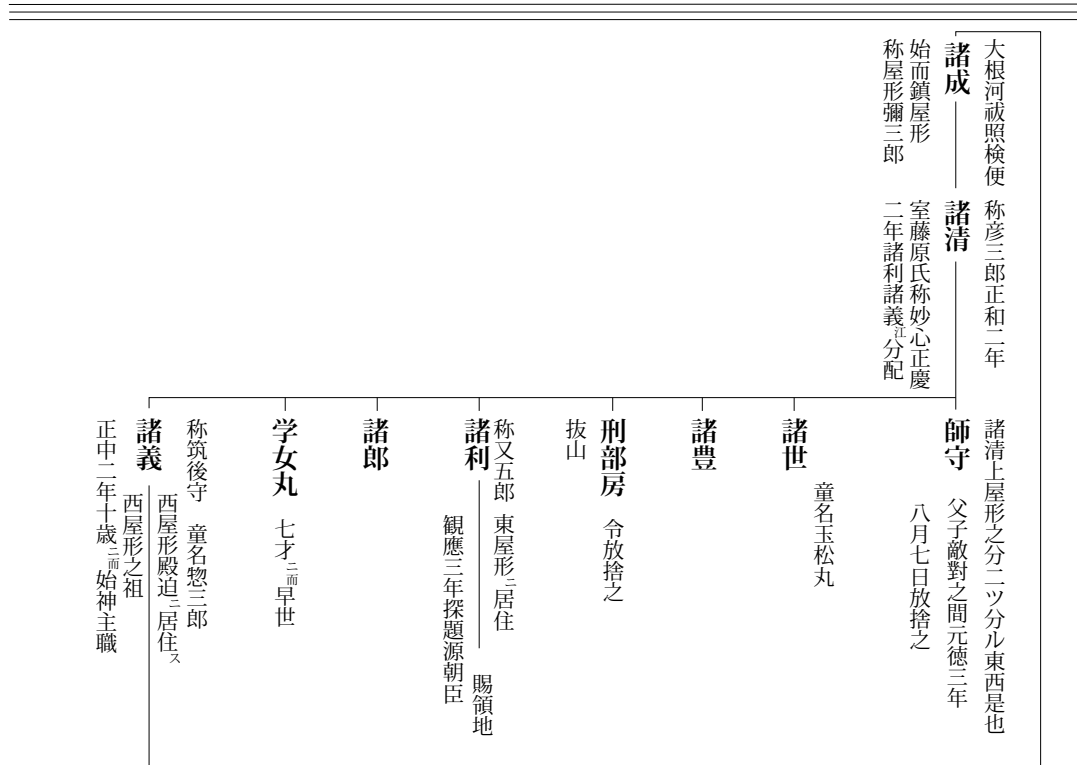 大根河祓照検便
諸成
始而鎮屋形
称屋形彌三郎
称彦三郎正和二年
諸清
室藤原氏称妙心正慶
二年諸利諸義江分配
諸清上屋形之分二ツ分ル東西是也
師守
父子敵對之間元徳三年
八月七日放捨之
童名玉松丸
諸世
諸豊
刑部房
令放捨之
抜山
称又五郎 東屋形ニ居住
諸利
賜領地
観應三年探題源朝臣
諸郎
学女丸
七才ニ而早世
称筑後守 童名惣三郎
西屋形殿迫ニ居住ス
諸義
西屋形之祖
正中二年十歳ニ而始神主職